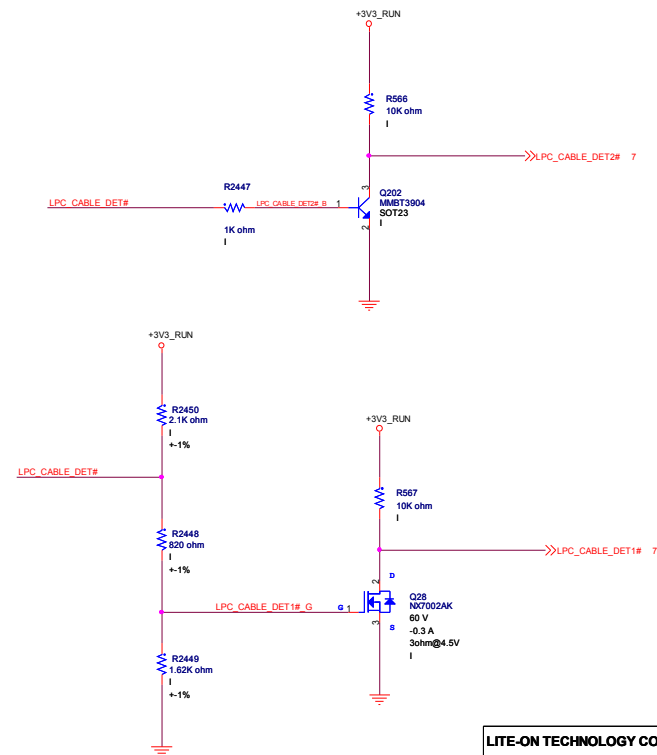 +3V3_RUN
R566
10K ohm
I
LPC_CABLE_DET2# 7
R2447
LPC_CABLE_DET#
LPC_CABLE_DET2#_B
1
3
Q202
MMBT3904
SOT23
I
2
1K ohm
I
+3V3_RUN
R2450
2.1K ohm
I
+-1%
LPC_CABLE_DET#
+3V3_RUN
R567
10K ohm
I
R2448
820 ohm
I
+-1%
LPC_CABLE_DET1# 7
D
2
LPC_CABLE_DET1#_G
G
1
Q28
NX7002AK
60 V
-0.3 A
3ohm@4.5V
I
3
S
R2449
1.62K ohm
I
+-1%
LITE-ON TECHNOLOGY CO